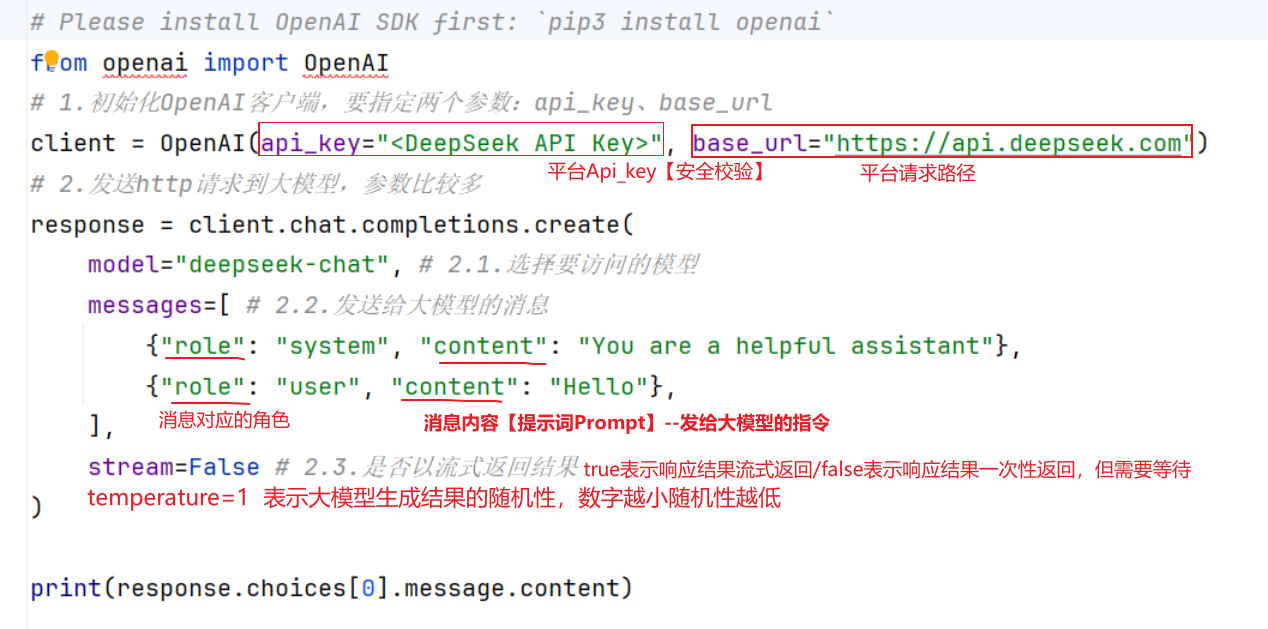 # Please install OpenAI SDK first: `pip3 install openai`
from openai import OpenAI
# 1.初始化OpenAI客户端，要指定两个参数：api_key、base_url
client = OpenAI(api_key="<DeepSeek API Key>", base_url="https://api.deepseek.com")
平台Api_key【安全校验】 平台请求路径
# 2.发送http请求到大模型，参数比较多
response = client.chat.completions.create(
model="deepseek-chat", # 2.1.选择要访问的模型
messages=[ # 2.2.发送给大模型的消息
{"role": "system", "content": "You are a helpful assistant"},
{"role": "user", "content": "Hello"},
消息对应的角色 消息内容【提示词Prompt】--发给大模型的指令
],
stream=False # 2.3.是否以流式返回结果 true表示响应结果流式返回/false表示响应结果一次性返回，但需要等待
temperature=1 表示大模型生成结果的随机性，数字越小随机性越低
)
print(response.choices[0].message.content)